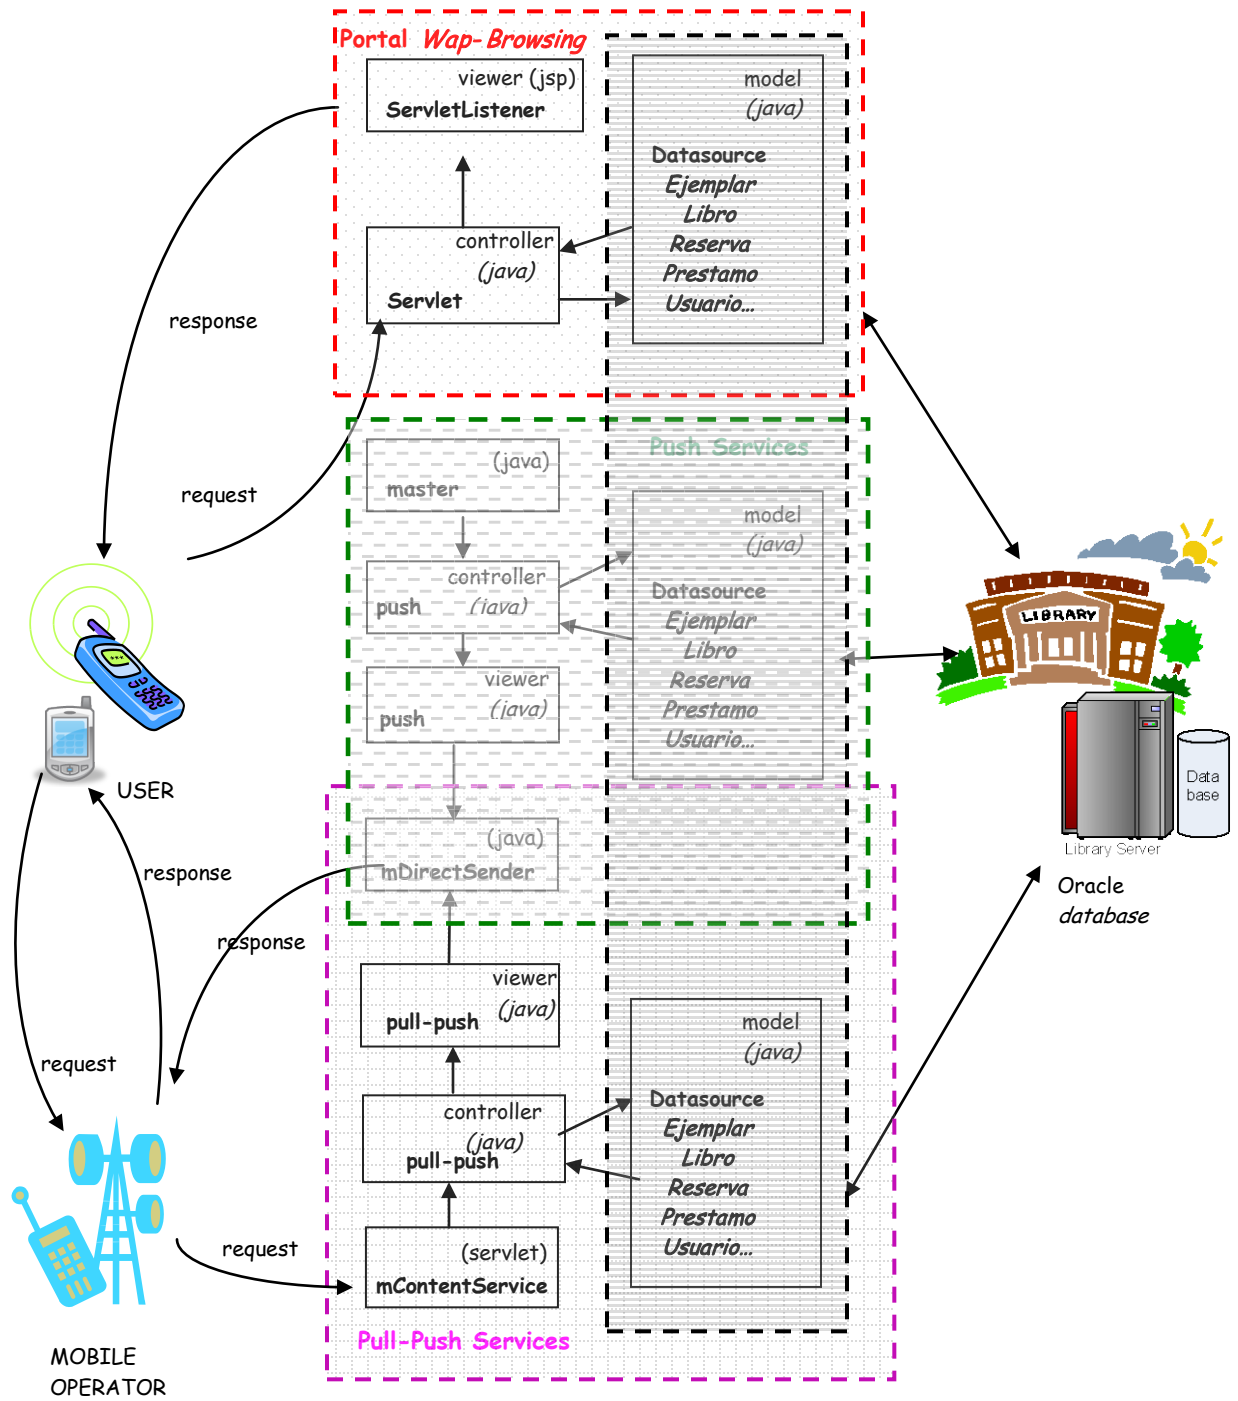 Portal Wap-Browsing
viewer (jsp)
ServletListener
model
(java)
Datasource
Ejemplar
Libro
Reserva
Prestamo
Usuario...
controller
(java)
Servlet
response
request
Push Services
(java)
master
model
(java)
Datasource
Ejemplar
Libro
Reserva
Prestamo
Usuario...
controller
push (java)
viewer
(java)
push
LIBRARY
***
USER
Data
base
Library Server
Oracle
database
(java)
mDirectSender
response
response
viewer
(java)
pull-push
model
(java)
Datasource
Ejemplar
Libro
Reserva
Prestamo
Usuario...
request
controller
(java)
pull-push
request
(servlet)
mContentService
Pull-Push Services
MOBILE
OPERATOR